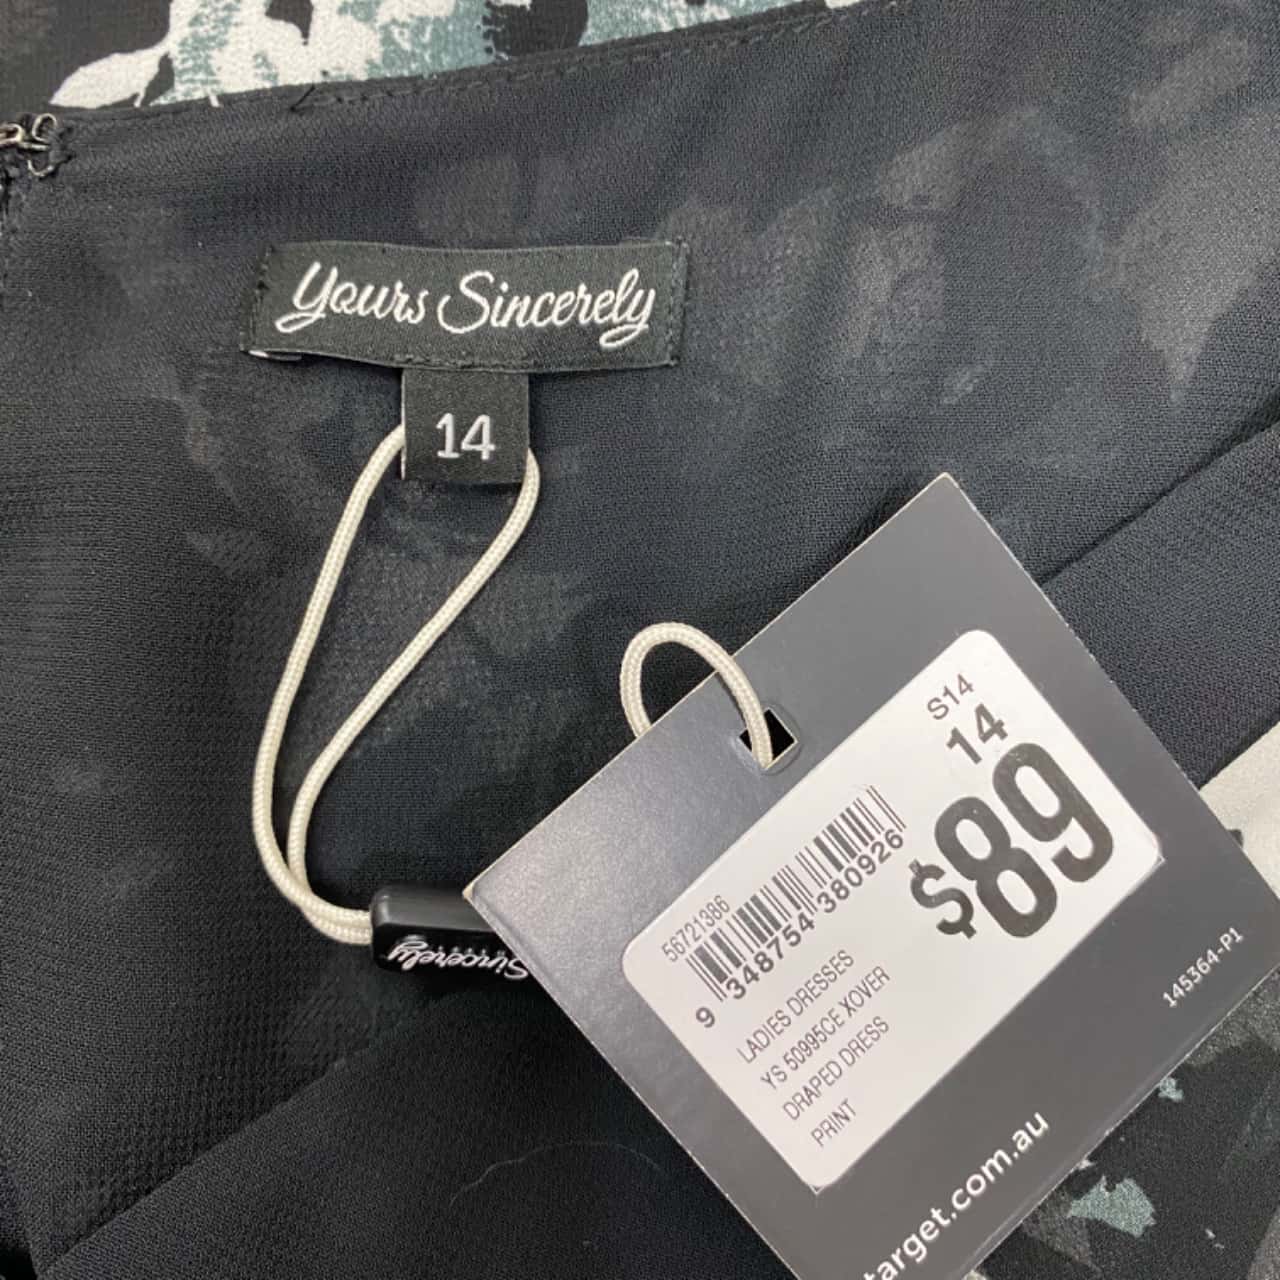 Yours Sincerely
14
Sincerely
S14
14
$89
56721386
9 348754 380926
LADIES DRESSES
YS 50995CE XOVER
DRAPED DRESS
PRINT
145364-P1
target.com.au